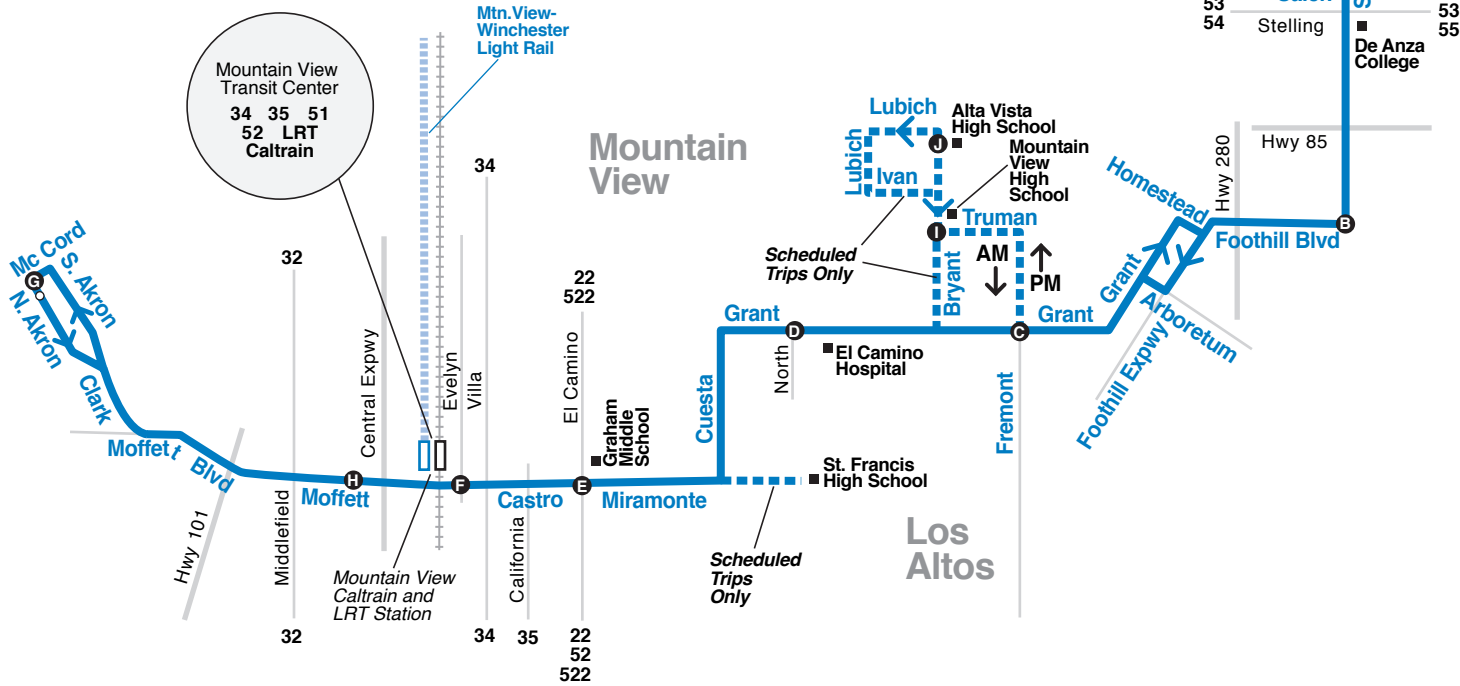 Mtn.View-
Winchester
Light Rail
Mountain View
Transit Center
34 35 51
52 LRT
Caltrain
53
54
Stelling
53
55
De Anza
College
Hwy 85
Hwy 280
Mountain
View
34
Lubich
Lubich
Ivan
J
Alta Vista
High School
Mountain
View
High
School
I
Truman
Scheduled
Trips Only
AM
PM
Bryant
Homestead
Foothill Blvd
B
Grant
Arboretum
Foothill Expwy
Mc Cord
G
S. Akron
N. Akron
Clark
Moffett Blvd
Hwy 101
32
Middlefield
32
H
Moffett
Central Expwy
Evelyn
Villa
F
Castro
Mountain View
Caltrain and
LRT Station
34
California
35
22
522
El Camino
E
22
52
522
Graham
Middle
School
Miramonte
Cuesta
Grant
D
North
El Camino
Hospital
C
Grant
Fremont
St. Francis
High School
Scheduled
Trips
Only
Los
Altos